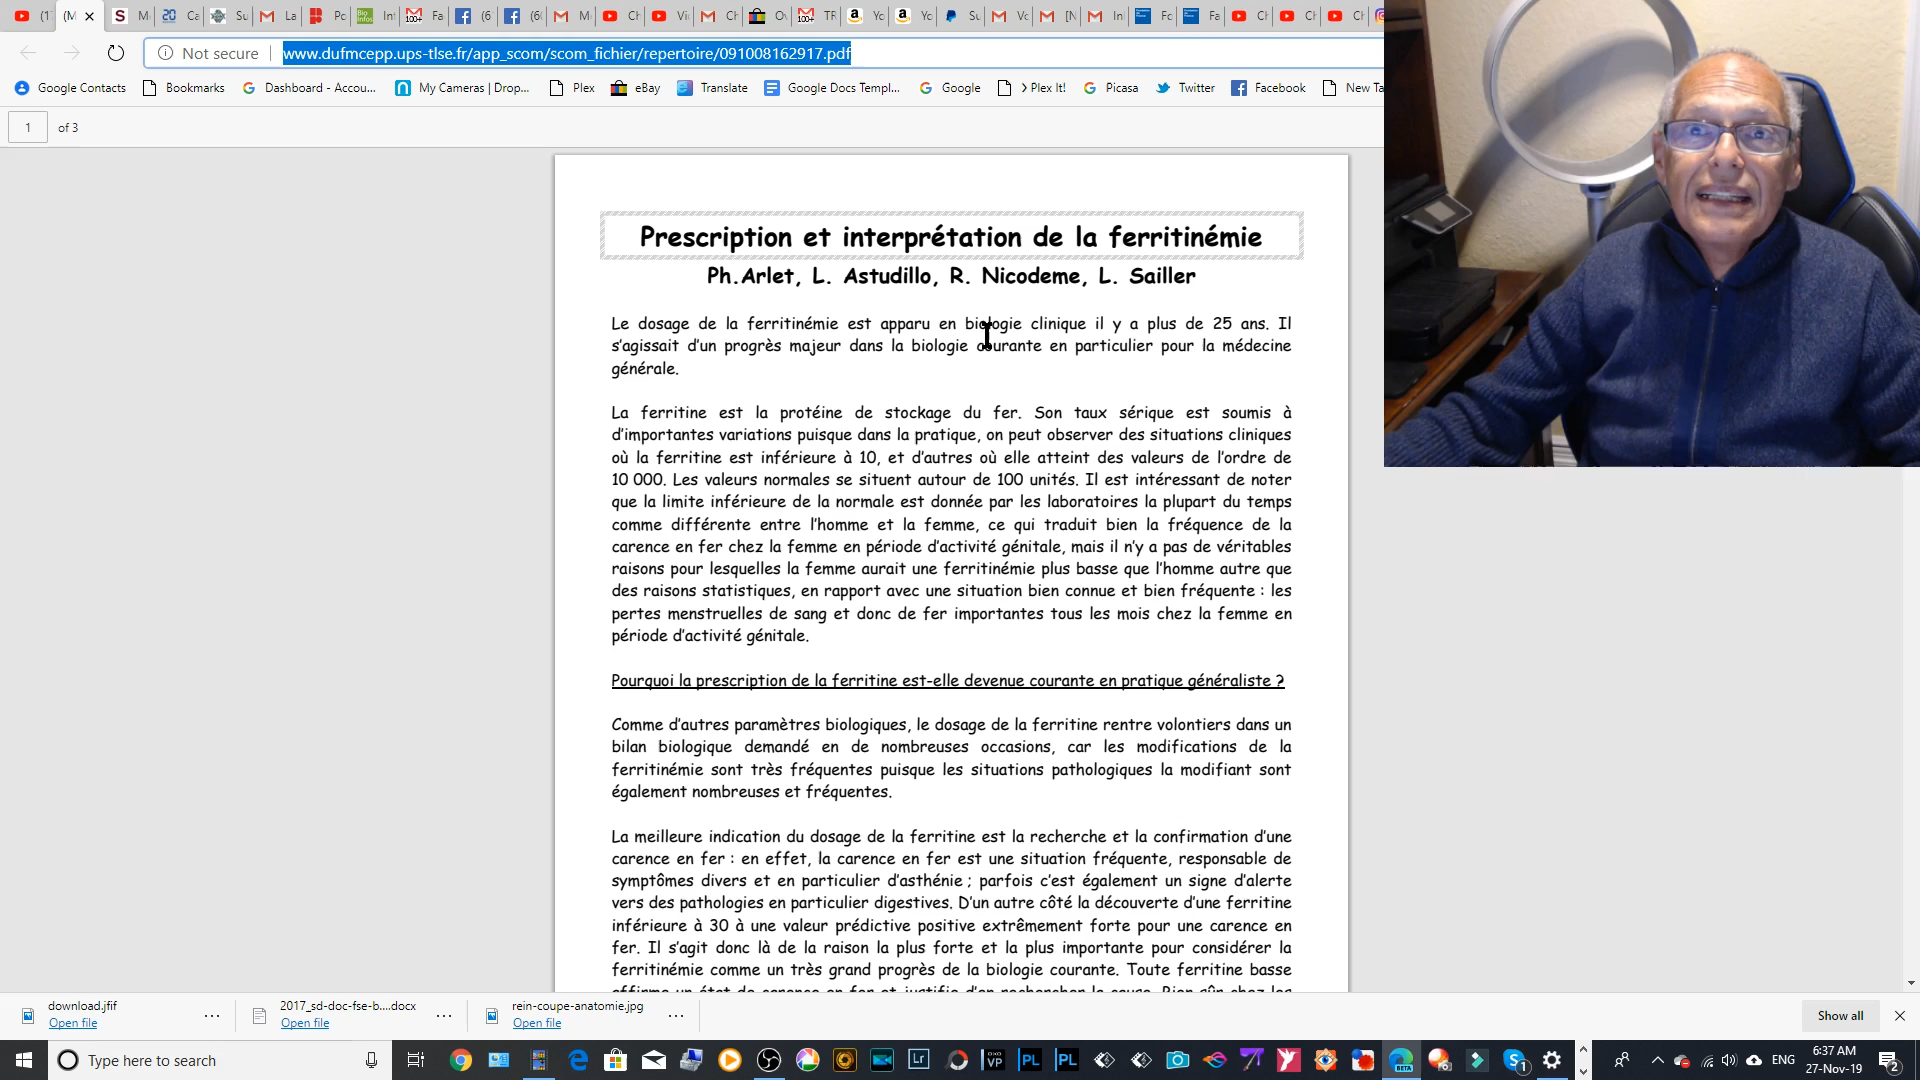 Not secure
www.dufmcepp.ups-tlse.fr/app_scom/scom_fichier/repertoire/091008162917.pdf
Google Contacts
Bookmarks
Dashboard - Accou...
My Cameras | Drop...
Plex
eBay
Translate
Google Docs Templ...
Google
> Plex It!
Picasa
Twitter
Facebook
New Ta
1 of 3
Prescription et interprétation de la ferritinémie
Ph.Arlet, L. Astudillo, R. Nicodeme, L. Sailler
Le dosage de la ferritinémie est apparu en biologie clinique il y a plus de 25 ans. Il
s'agissait d'un progrès majeur dans la biologie courante en particulier pour la médecine
générale.
La ferritine est la protéine de stockage du fer. Son taux sérique est soumis à
d'importantes variations puisque dans la pratique, on peut observer des situations cliniques
où la ferritine est inférieure à 10, et d'autres où elle atteint des valeurs de l'ordre de
10 000. Les valeurs normales se situent autour de 100 unités. Il est intéressant de noter
que la limite inférieure de la normale est donnée par les laboratoires la plupart du temps
comme différente entre l'homme et la femme, ce qui traduit bien la fréquence de la
carence en fer chez la femme en période d'activité génitale, mais il n'y a pas de véritables
raisons pour lesquelles la femme aurait une ferritinémie plus basse que l'homme autre que
des raisons statistiques, en rapport avec une situation bien connue et bien fréquente : les
pertes menstruelles de sang et donc de fer importantes tous les mois chez la femme en
période d'activité génitale.
Pourquoi la prescription de la ferritine est-elle devenue courante en pratique généraliste ?
Comme d'autres paramètres biologiques, le dosage de la ferritine rentre volontiers dans un
bilan biologique demandé en de nombreuses occasions, car les modifications de la
ferritinémie sont très fréquentes puisque les situations pathologiques la modifiant sont
également nombreuses et fréquentes.
La meilleure indication du dosage de la ferritine est la recherche et la confirmation d'une
carence en fer : en effet, la carence en fer est une situation fréquente, responsable de
symptômes divers et en particulier d'asthénie ; parfois c'est également un signe d'alerte
vers des pathologies en particulier digestives. D'un autre côté la découverte d'une ferritine
inférieure à 30 à une valeur prédictive positive extrêmement forte pour une carence en
fer. Il s'agit donc là de la raison la plus forte et la plus importante pour considérer la
ferritinémie comme un très grand progrès de la biologie courante. Toute ferritine basse
download.jfif
Open file
2017_sd-doc-fse-b....docx
Open file
rein-coupe-anatomie.jpg
Open file
Show all
Type here to search
ENG
6:37 AM
27-Nov-19